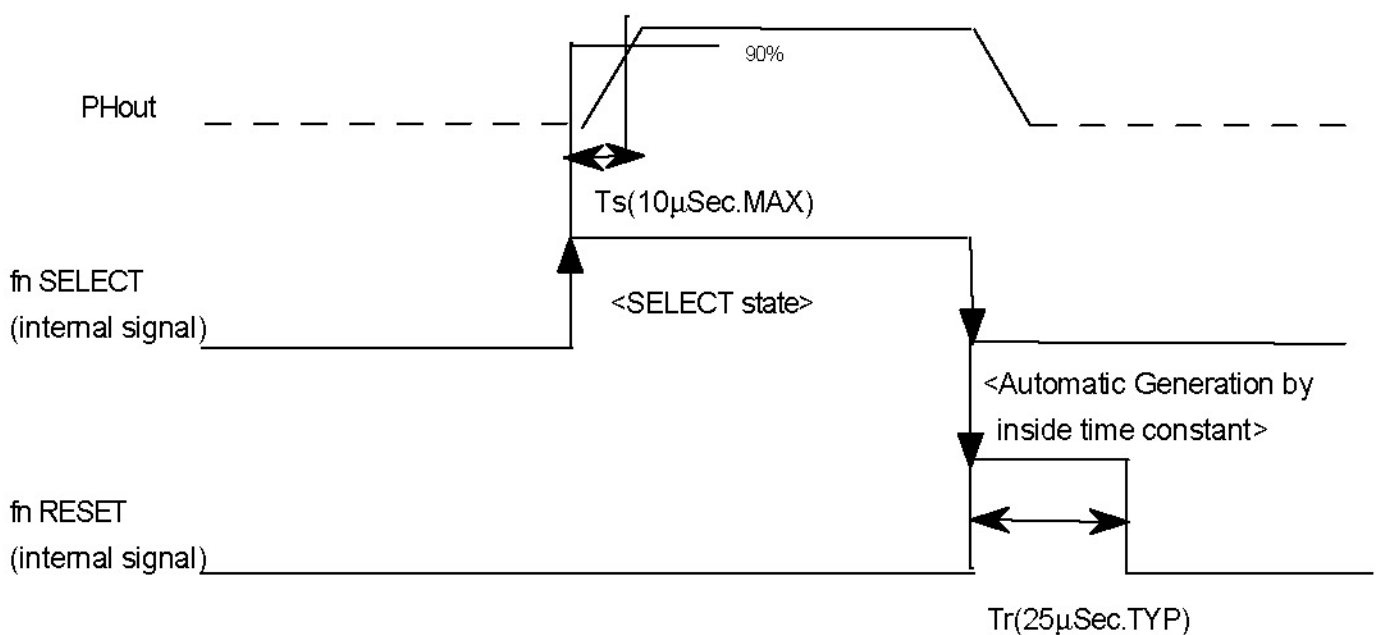 90%
PHout
Ts(10μSec.MAX)
fn SELECT
(internal signal)
<SELECT state>
<Automatic Generation by
inside time constant>
fn RESET
(internal signal)
Tr(25μSec.TYP)